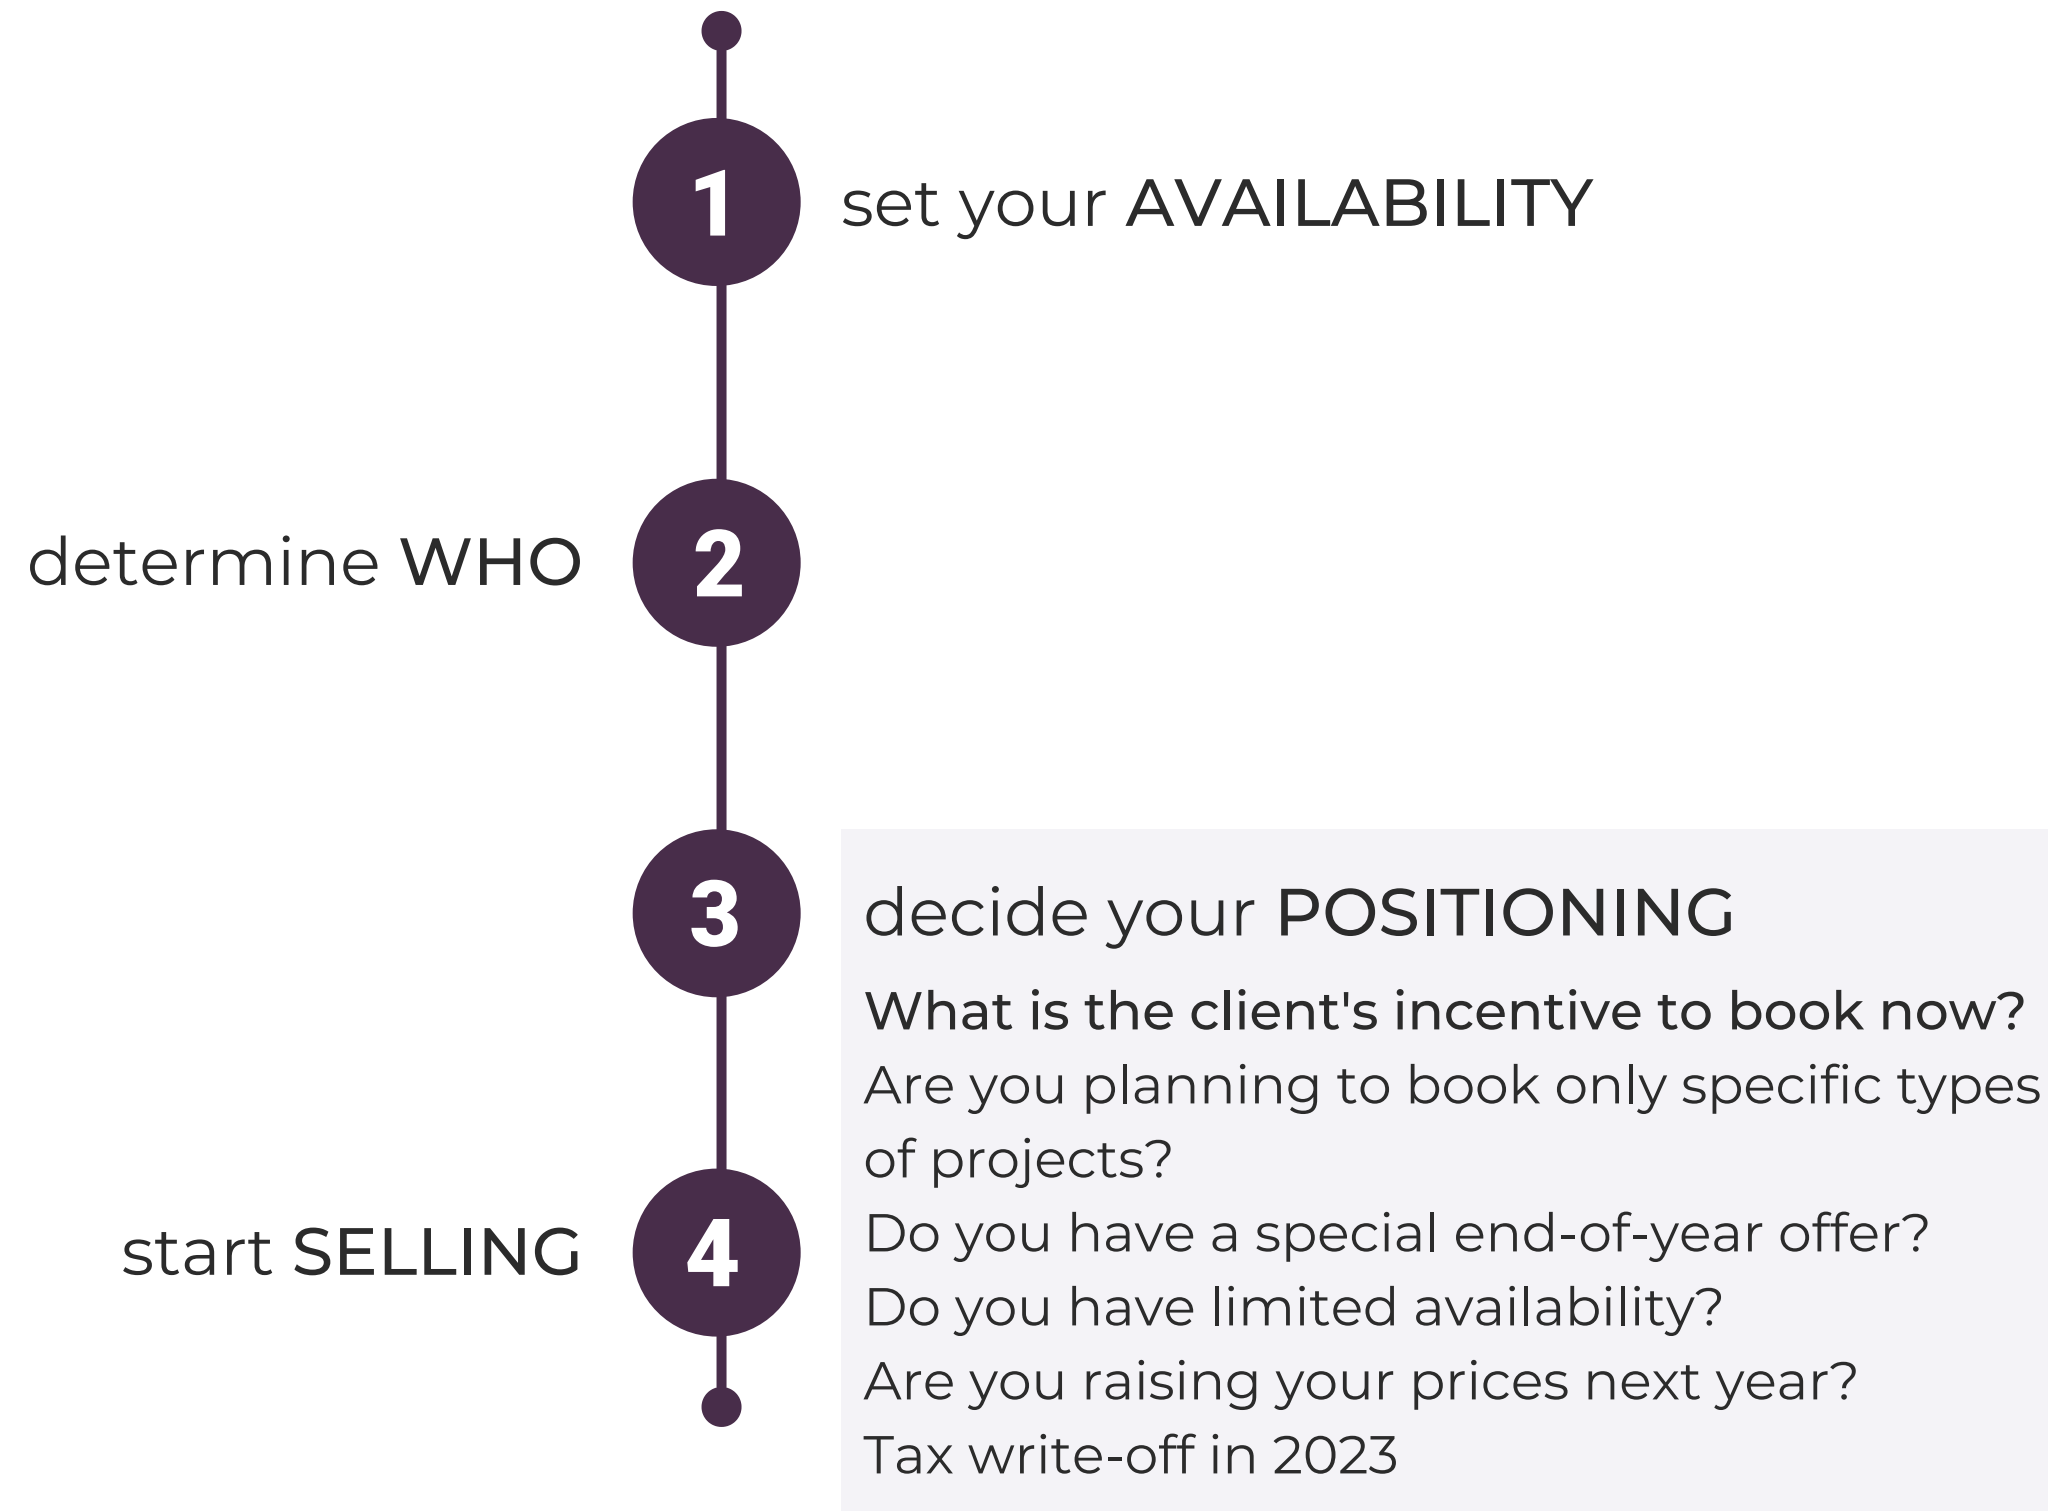 1
set your AVAILABILITY
determine WHO
2
3
decide your POSITIONING
What is the client's incentive to book now?
Are you planning to book only specific types
of projects?
Do you have a special end-of-year offer?
Do you have limited availability?
Are you raising your prices next year?
Tax write-off in 2023
start SELLING
4